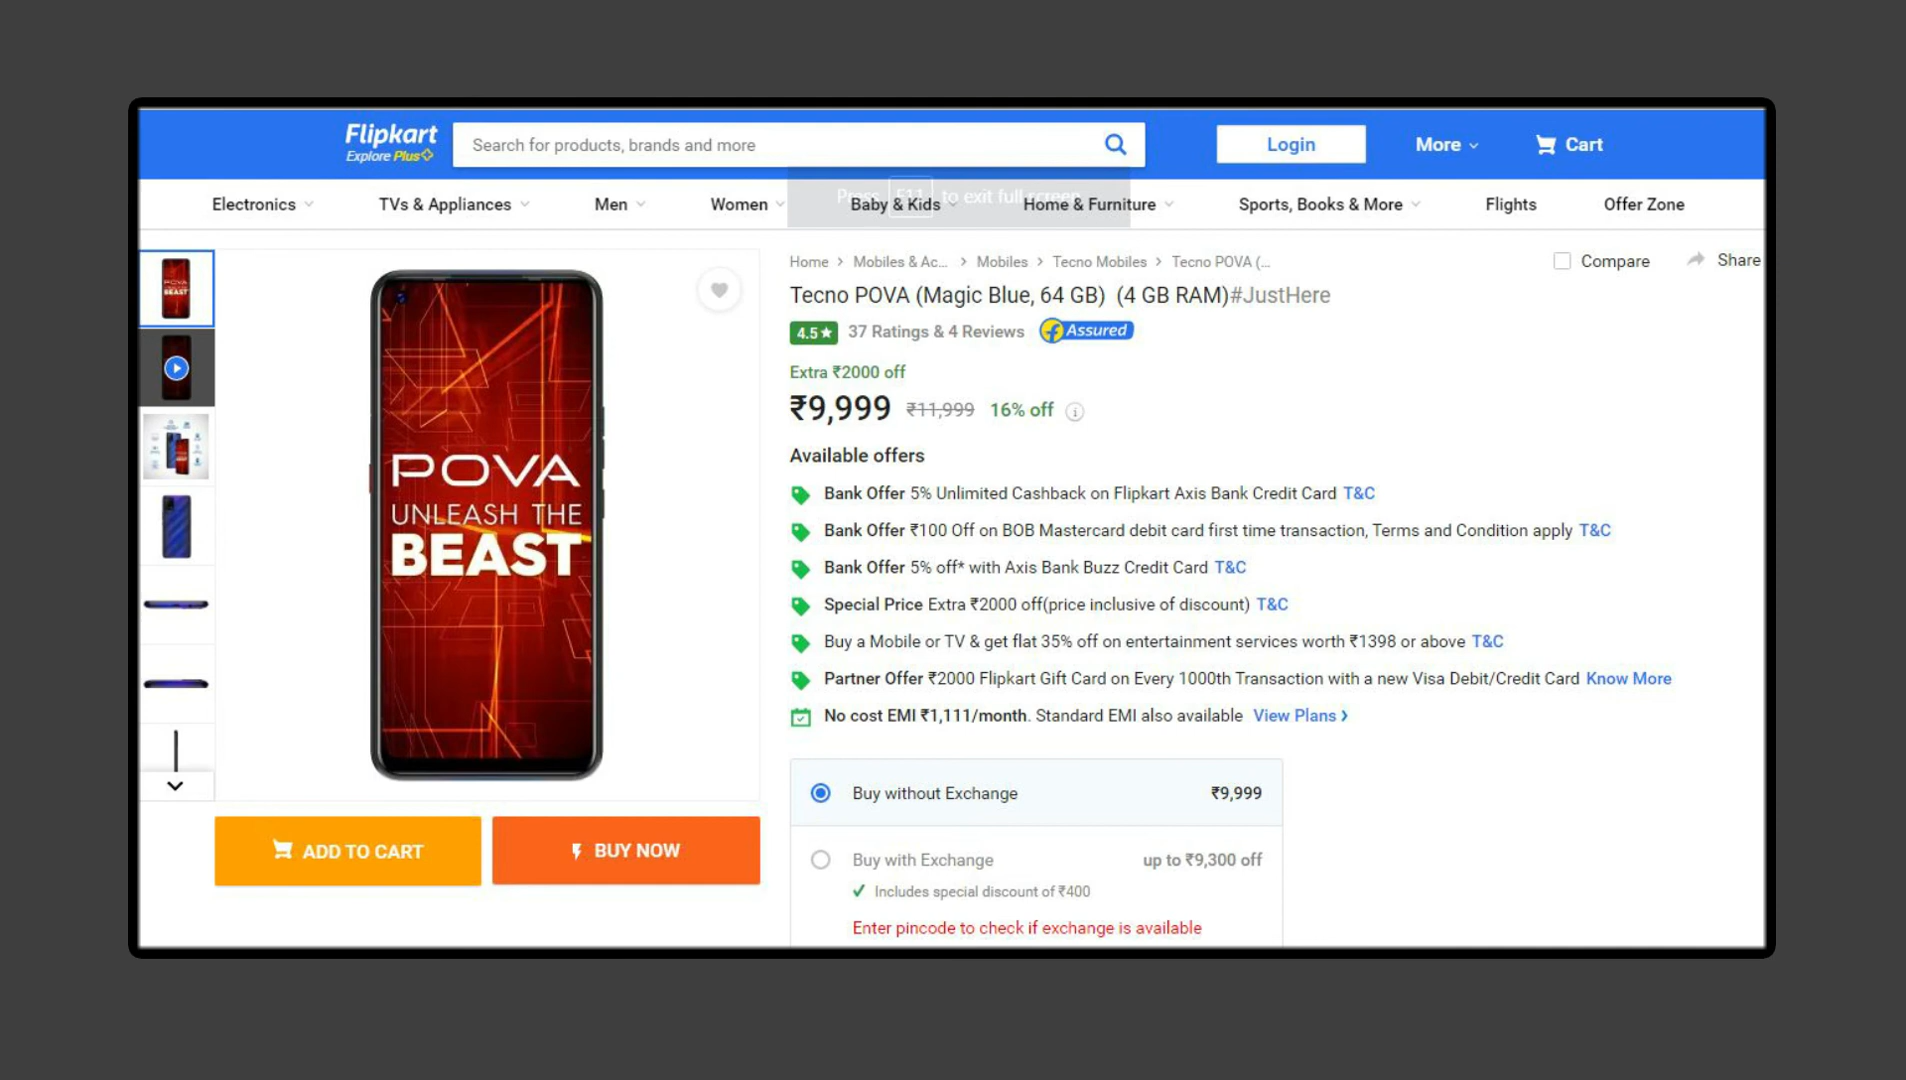 Flipkart
Explore Plus
Search for products, brands and more
Login
More
Cart
Press F11 to exit full screen
Electronics
TVs & Appliances
Men
Women
Baby & Kids
Home & Furniture
Sports, Books & More
Flights
Offer Zone
Home > Mobiles & Ac... > Mobiles > Tecno Mobiles > Tecno POVA (...
Compare
Share
Tecno POVA (Magic Blue, 64 GB) (4 GB RAM)#JustHere
4.5★ 37 Ratings & 4 Reviews Assured
Extra ₹2000 off
₹9,999 ₹11,999 16% off
Available offers
Bank Offer 5% Unlimited Cashback on Flipkart Axis Bank Credit Card T&C
Bank Offer ₹100 Off on BOB Mastercard debit card first time transaction, Terms and Condition apply T&C
Bank Offer 5% off* with Axis Bank Buzz Credit Card T&C
Special Price Extra ₹2000 off(price inclusive of discount) T&C
Buy a Mobile or TV & get flat 35% off on entertainment services worth ₹1398 or above T&C
Partner Offer ₹2000 Flipkart Gift Card on Every 1000th Transaction with a new Visa Debit/Credit Card Know More
No cost EMI ₹1,111/month. Standard EMI also available View Plans ›
Buy without Exchange ₹9,999
Buy with Exchange up to ₹9,300 off
✓ Includes special discount of ₹400
Enter pincode to check if exchange is available
POVA
UNLEASH THE
BEAST
POVA
BEAST
ADD TO CART
BUY NOW